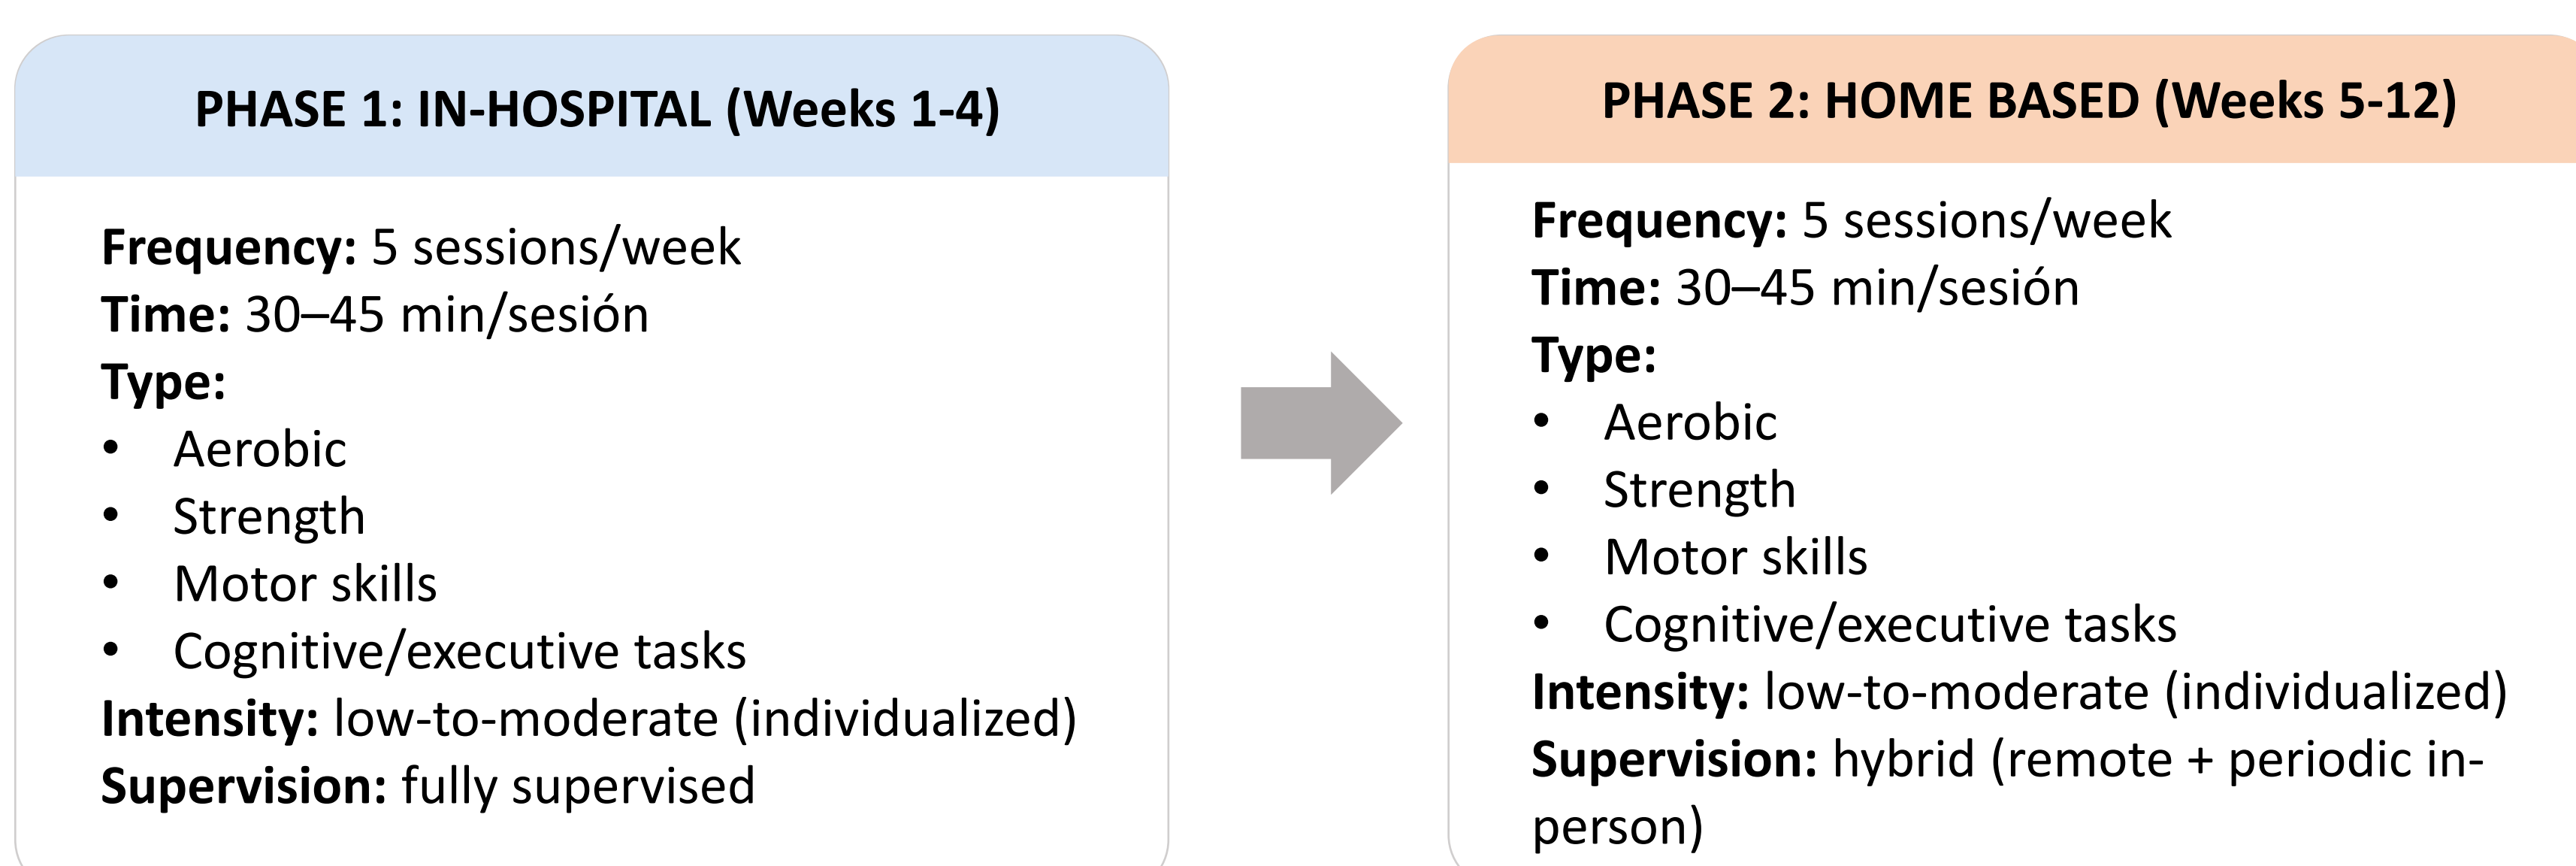 PHASE 1: IN-HOSPITAL (Weeks 1-4)
Frequency: 5 sessions/week
Time: 30–45 min/sesión
Type:
• Aerobic
• Strength
• Motor skills
• Cognitive/executive tasks
Intensity: low-to-moderate (individualized)
Supervision: fully supervised
PHASE 2: HOME BASED (Weeks 5-12)
Frequency: 5 sessions/week
Time: 30–45 min/sesión
Type:
• Aerobic
• Strength
• Motor skills
• Cognitive/executive tasks
Intensity: low-to-moderate (individualized)
Supervision: hybrid (remote + periodic in-
person)